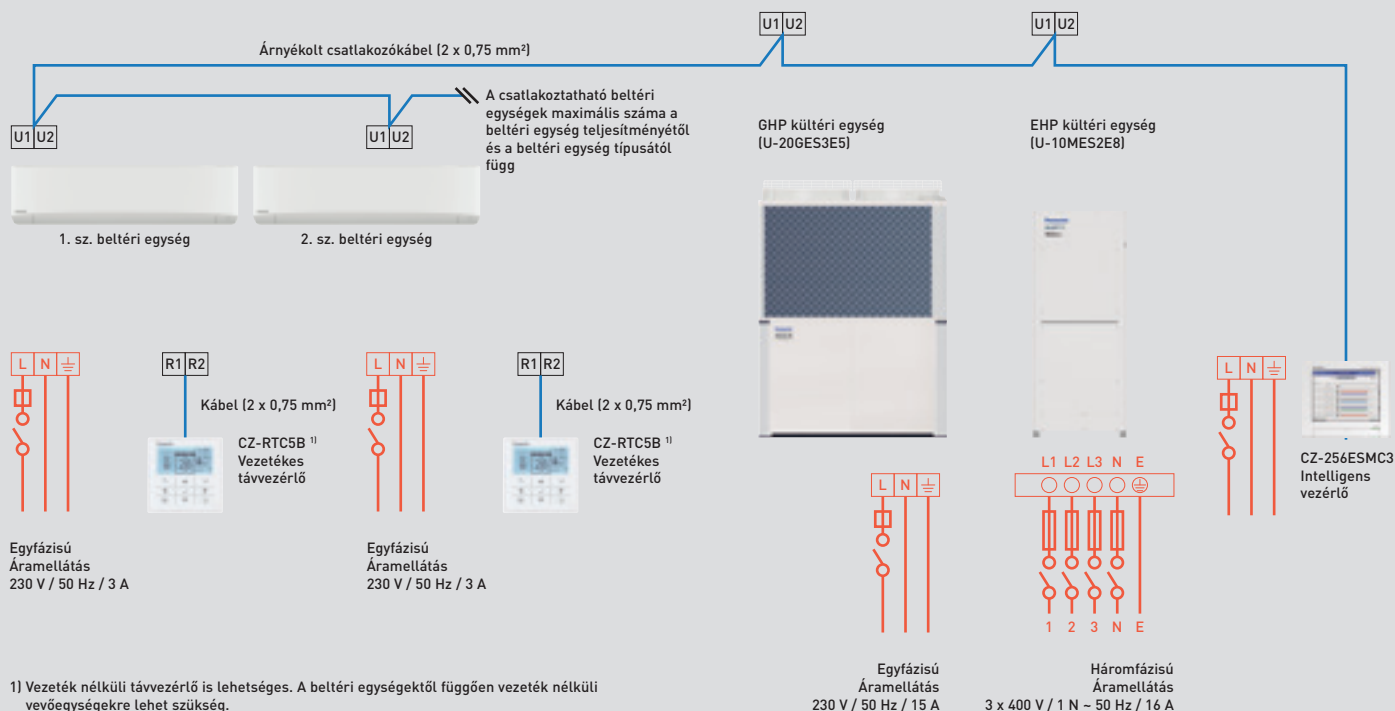 U1 U2
U1 U2
Árnyékolt csatlakozókábel (2 x 0,75 mm²)
A csatlakoztatható beltéri
egységek maximális száma a
beltéri egység teljesítményétől
és a beltéri egység típusától
függ
U1 U2
U1 U2
GHP kültéri egység
(U-20GES3E5)
EHP kültéri egység
(U-10MES2E8)
1. sz. beltéri egység
2. sz. beltéri egység
L N
R1 R2
Kábel (2 x 0,75 mm²)
CZ-RTC5B 1)
Vezetékes
távvezérlő
L N
R1 R2
Kábel (2 x 0,75 mm²)
CZ-RTC5B 1)
Vezetékes
távvezérlő
L N
CZ-256ESMC3
Intelligens
vezérlő
L N
L1 L2 L3 N E
1 2 3 N E
Egyfázisú
Áramellátás
230 V / 50 Hz / 3 A
Egyfázisú
Áramellátás
230 V / 50 Hz / 3 A
Egyfázisú
Áramellátás
230 V / 50 Hz / 15 A
Háromfázisú
Áramellátás
3 x 400 V / 1 N ~ 50 Hz / 16 A
1) Vezeték nélküli távvezérlő is lehetséges. A beltéri egységektől függően vezeték nélküli
vevőegységekre lehet szükség.